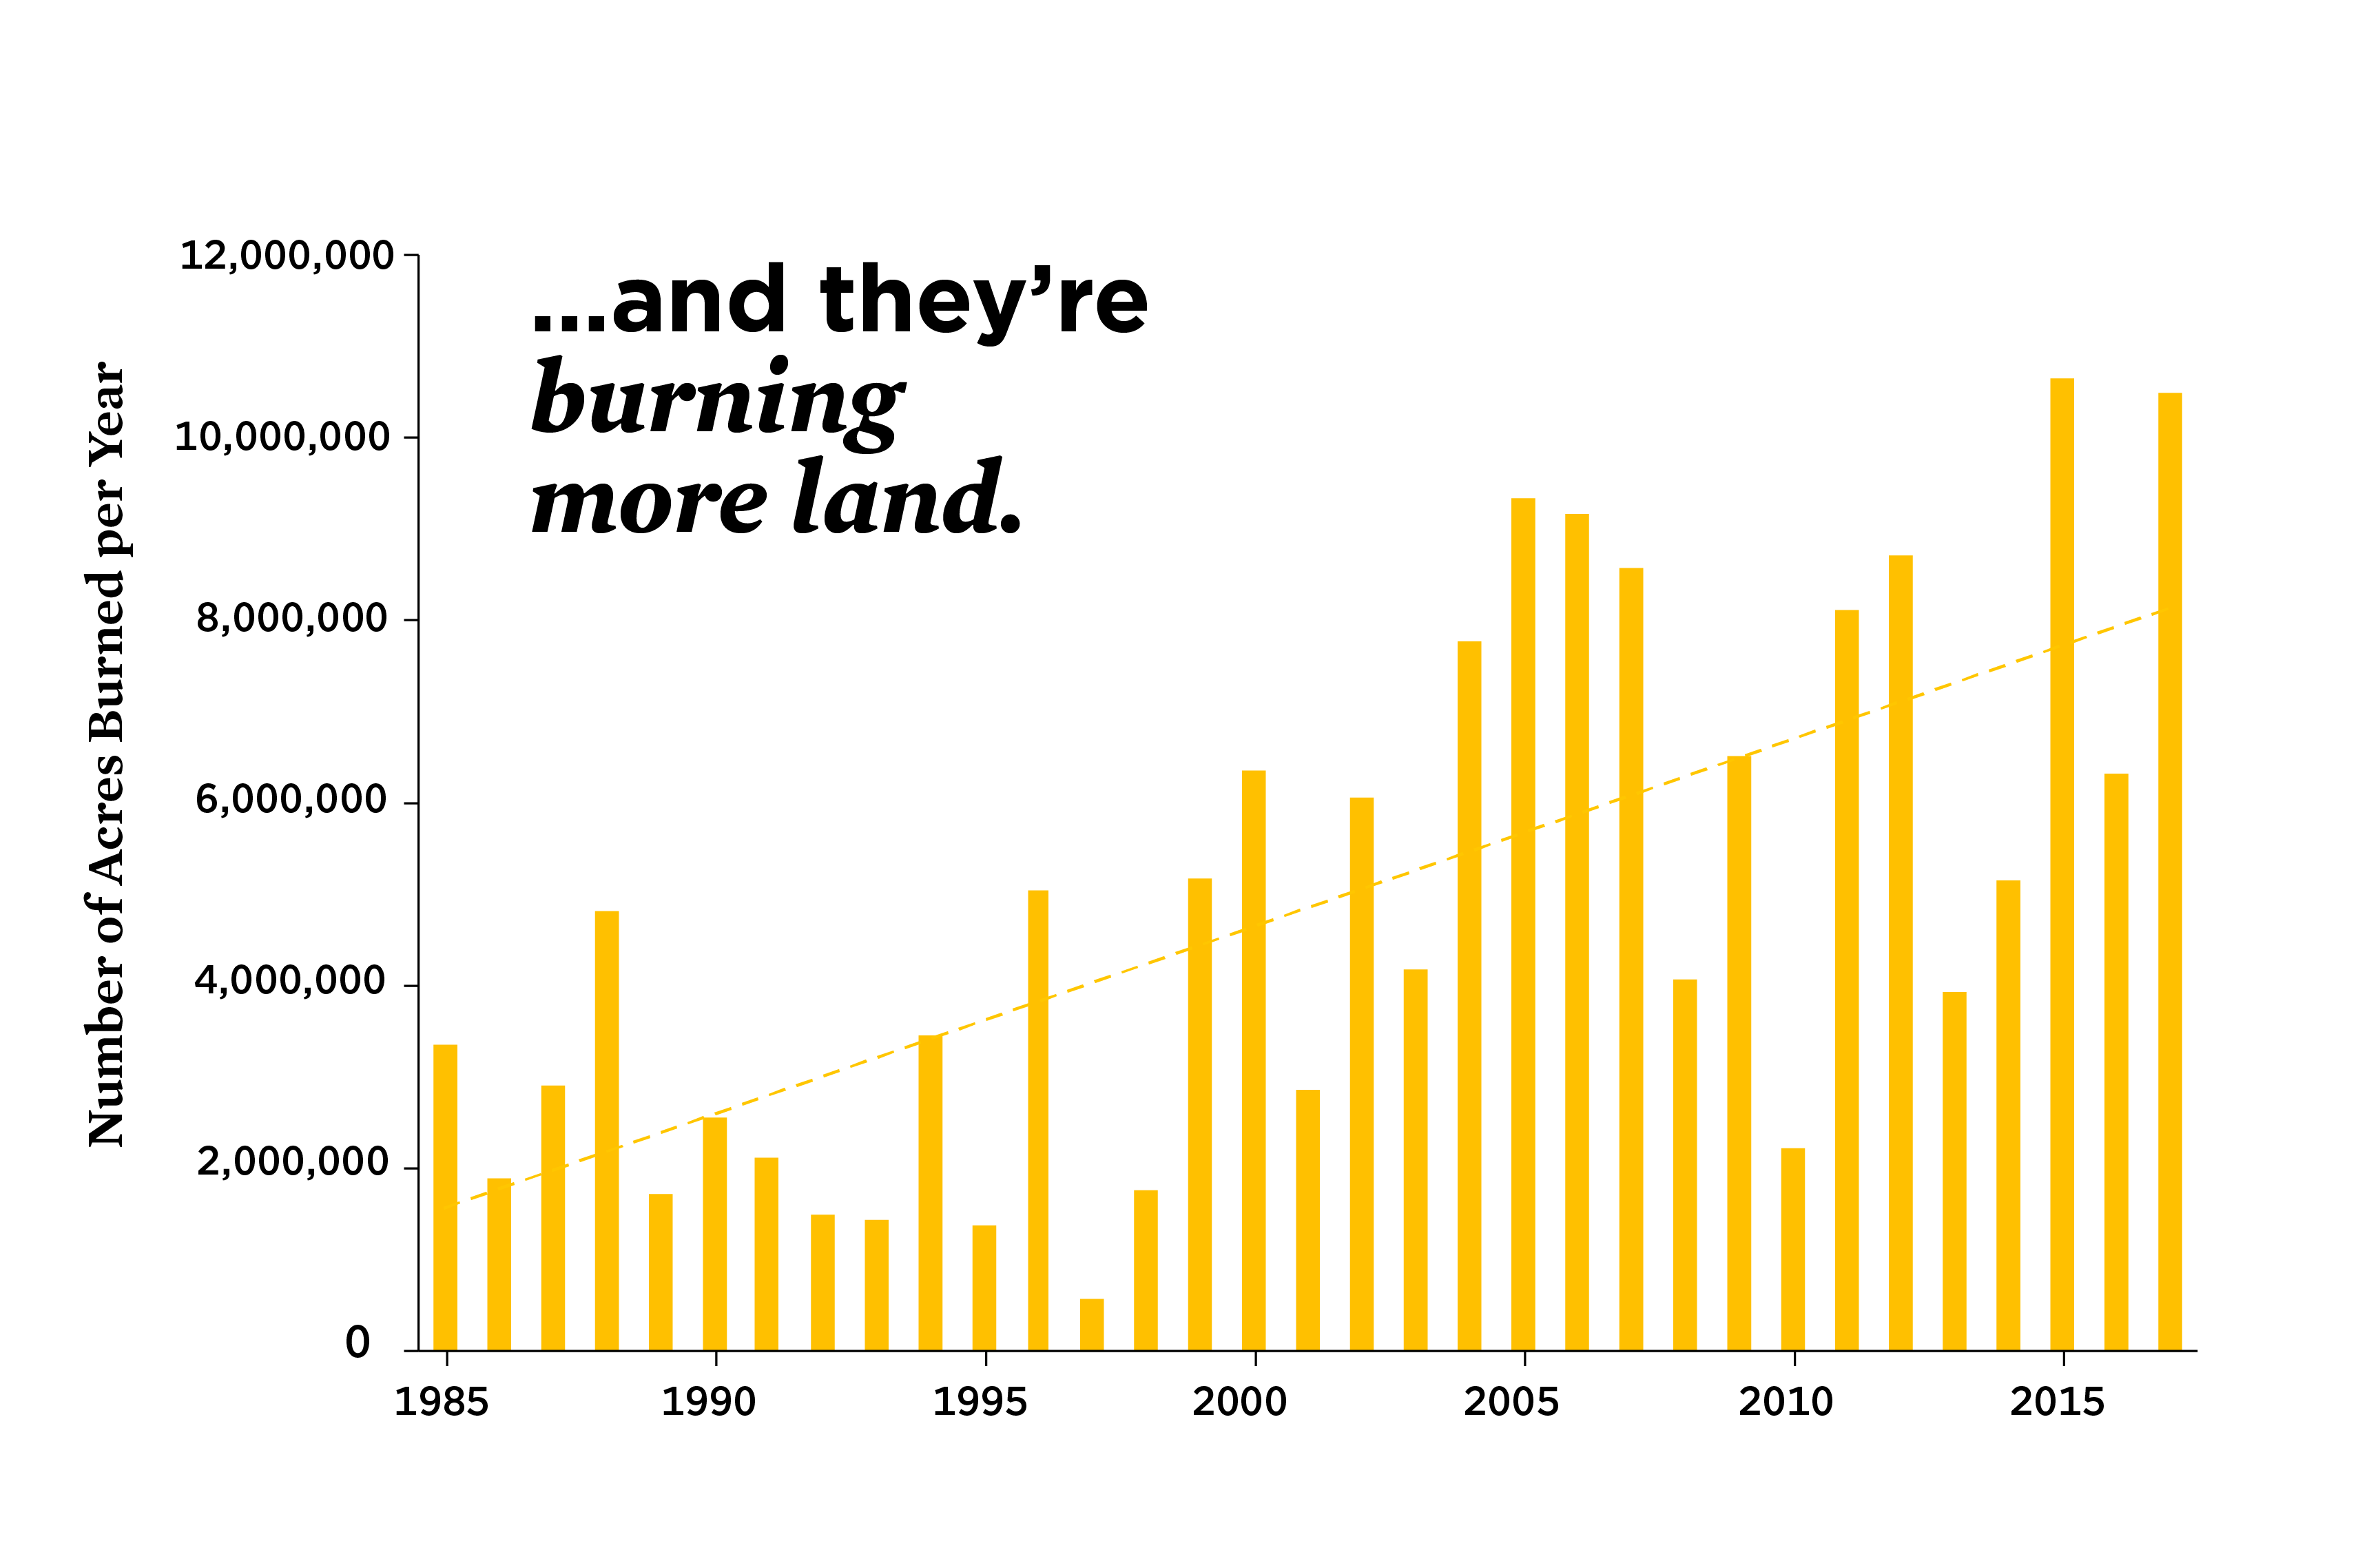 …and they’re
burning
more land.
Number of Acres Burned per Year
12,000,000
10,000,000
8,000,000
6,000,000
4,000,000
2,000,000
0
1985 1990 1995 2000 2005 2010 2015